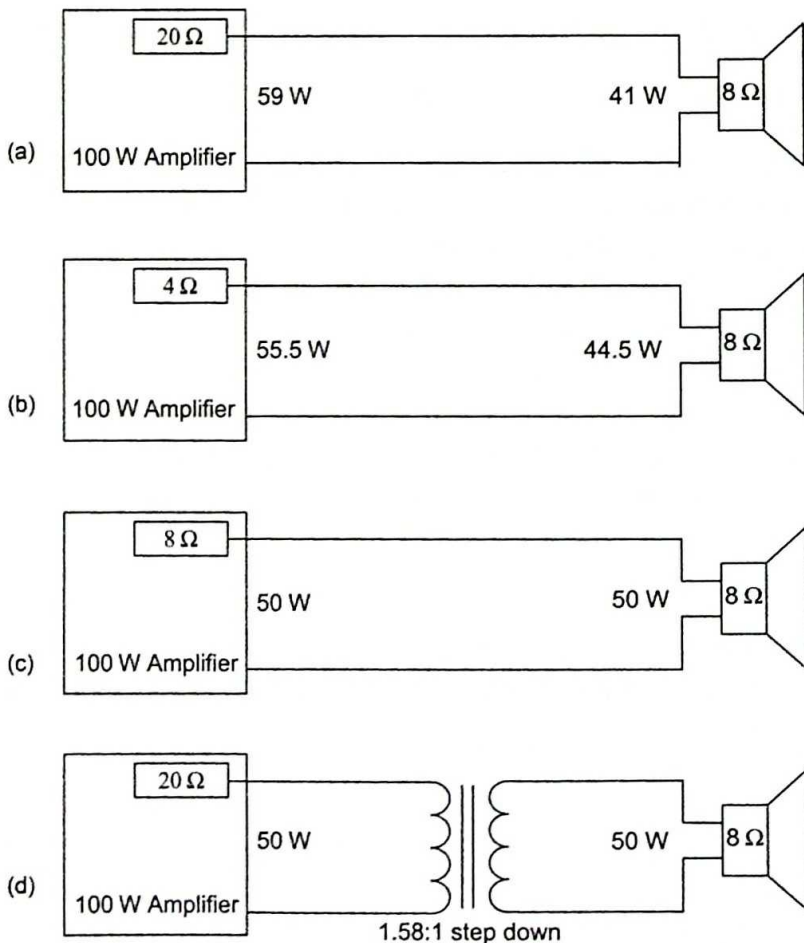 20 Ω
59 W
41 W
8 Ω
(a)
100 W Amplifier
4 Ω
55.5 W
44.5 W
8 Ω
(b)
100 W Amplifier
8 Ω
50 W
50 W
8 Ω
(c)
100 W Amplifier
20 Ω
50 W
50 W
8 Ω
(d)
100 W Amplifier
1.58:1 step down